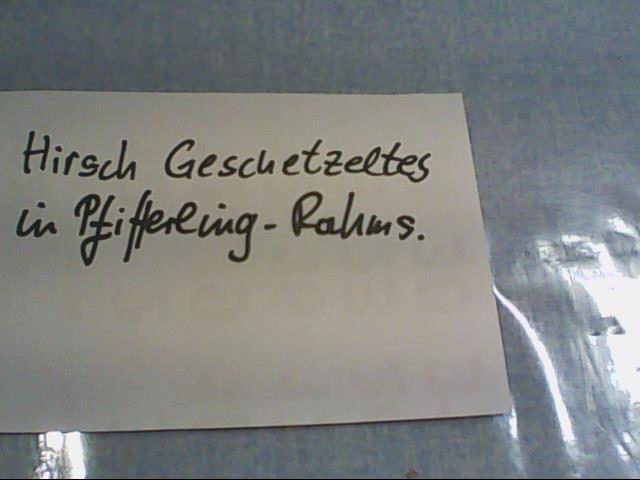 Hirsch Geschetzeltes
in Pfifferling-Rahms.